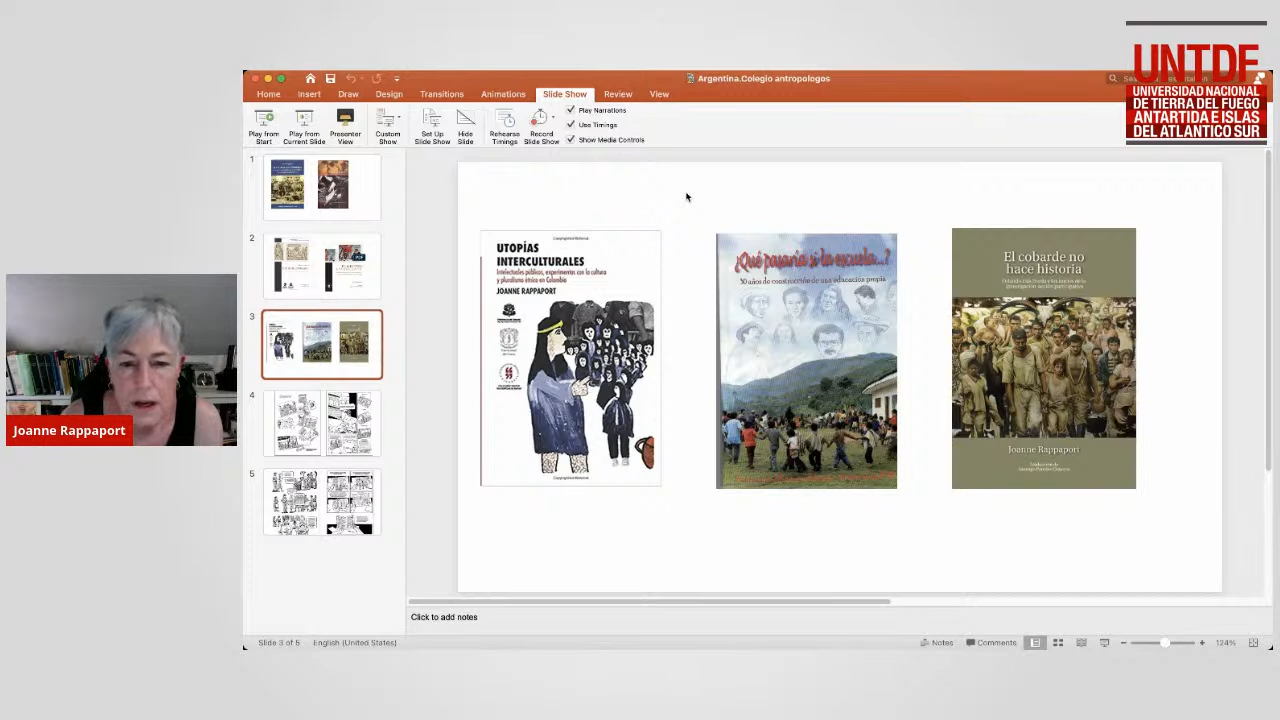 UNTDF
UNIVERSIDAD NACIONAL
DE TIERRA DEL FUEGO
ANTARTIDA E ISLAS
DEL ATLANTICO SUR
Argentina.Colegio antropologos
Home Insert Draw Design Transitions Animations Slide Show Review View
Play from Start
Play from Current Slide
Presenter View
Custom Show
Set Up Slide Show
Hide Slide
Rehearse Timings
Record Slide Show
Play Narrations
Use Timings
Show Media Controls
1
2
3
4
5
UTOPÍAS
INTERCULTURALES
Intelectuales públicos, experimentos con la cultura
y pluralismo étnico en Colombia
JOANNE RAPPAPORT
¿Qué pasaría si la escuela...?
30 años de construcción de una educación propia
El cobarde no
hace historia
Joanne Rappaport
Joanne Rappaport
Click to add notes
Slide 3 of 5 English (United States)
Notes Comments 124%